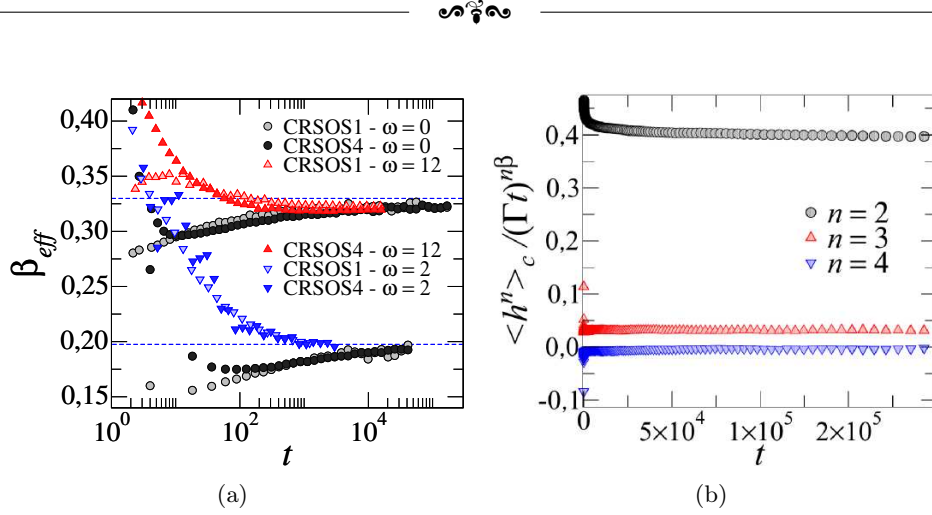 0,40
0,35
0,30
0,25
0,20
0,15
β_eff
CRSOS1 - ω = 0
CRSOS4 - ω = 0
CRSOS1 - ω = 12
CRSOS4 - ω = 12
CRSOS1 - ω = 2
CRSOS4 - ω = 2
10^0
10^2
10^4
t
(a)
0,4
0,3
0,2
0,1
0,0
-0,1
<h^n>_c/(Γt)^{nβ}
n = 2
n = 3
n = 4
0
5×10^4
1×10^5
2×10^5
t
(b)